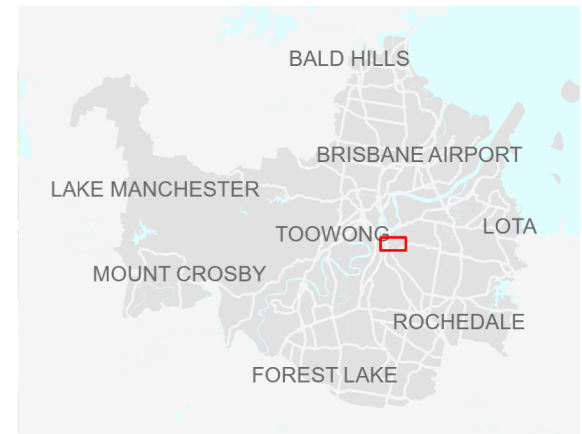 BALD HILLS
BRISBANE AIRPORT
LAKE MANCHESTER
TOOWONG
LOTA
MOUNT CROSBY
ROCHEDALE
FOREST LAKE